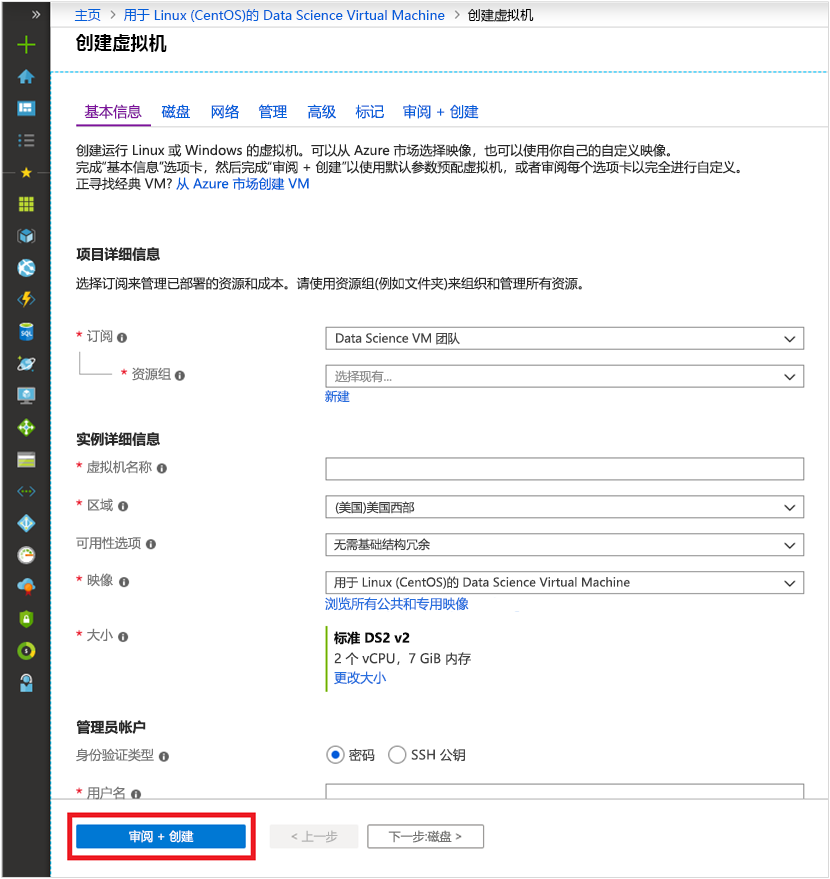 »
主页 > 用于 Linux (CentOS)的 Data Science Virtual Machine > 创建虚拟机
创建虚拟机
基本信息 磁盘 网络 管理 高级 标记 审阅 + 创建
创建运行 Linux 或 Windows 的虚拟机。可以从 Azure 市场选择映像，也可以使用你自己的自定义映像。
完成“基本信息”选项卡，然后完成“审阅 + 创建”以使用默认参数预配虚拟机，或者审阅每个选项卡以完全进行自定义。
正寻找经典 VM? 从 Azure 市场创建 VM
项目详细信息
选择订阅来管理已部署的资源和成本。请使用资源组(例如文件夹)来组织和管理所有资源。
* 订阅 Data Science VM 团队
* 资源组 选择现有...
新建
实例详细信息
* 虚拟机名称
* 区域 (美国)美国西部
可用性选项 无需基础结构冗余
* 映像 用于 Linux (CentOS)的 Data Science Virtual Machine
浏览所有公共和专用映像
* 大小 标准 DS2 v2
2 个 vCPU，7 GiB 内存
更改大小
管理员帐户
身份验证类型 密码 SSH 公钥
* 用户名
审阅 + 创建 < 上一步 下一步:磁盘 >
SQL